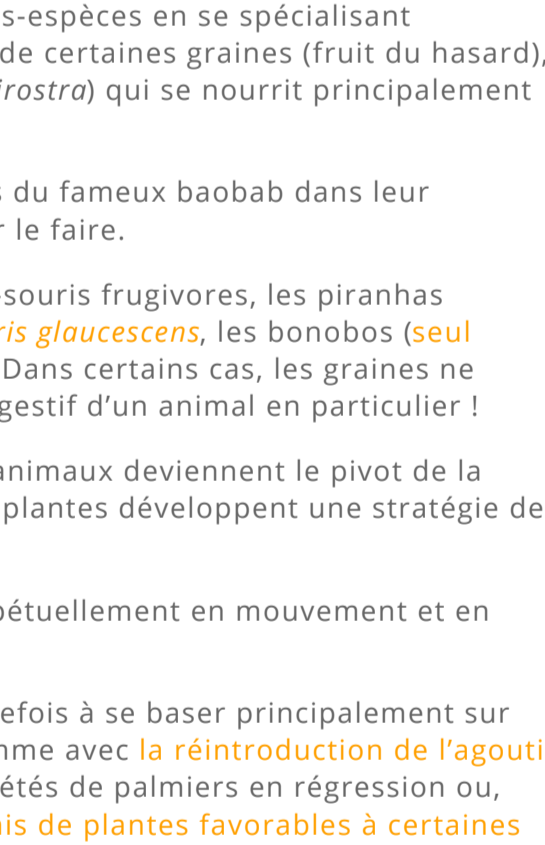 s-espèces en se spécialisant
de certaines graines (fruit du hasard),
irostra) qui se nourrit principalement
s du fameux baobab dans leur
r le faire.
-souris frugivores, les piranhas
ris glaucescens, les bonobos (seul
Dans certains cas, les graines ne
gestif d’un animal en particulier !
animaux deviennent le pivot de la
plantes développent une stratégie de
pétuellement en mouvement et en
efois à se baser principalement sur
mme avec la réintroduction de l’agouti
étés de palmiers en régression ou,
is de plantes favorables à certaines